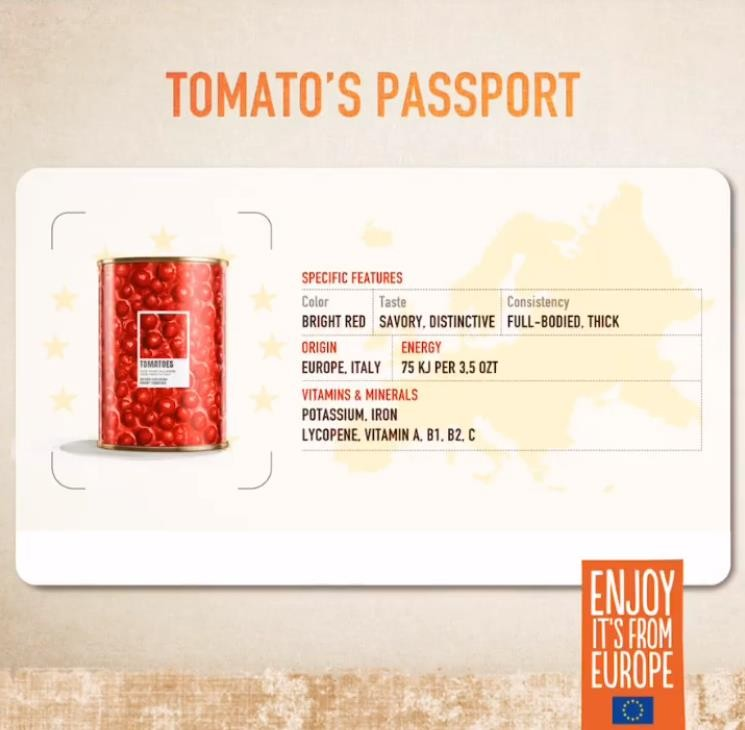 TOMATO'S PASSPORT
SPECIFIC FEATURES
Color Taste Consistency
BRIGHT RED SAVORY, DISTINCTIVE FULL-BODIED, THICK
ORIGIN ENERGY
EUROPE, ITALY 75 KJ PER 3,5 OZT
VITAMINS & MINERALS
POTASSIUM, IRON
LYCOPENE, VITAMIN A, B1, B2, C
TOMATOES
ENJOY
IT'S FROM
EUROPE